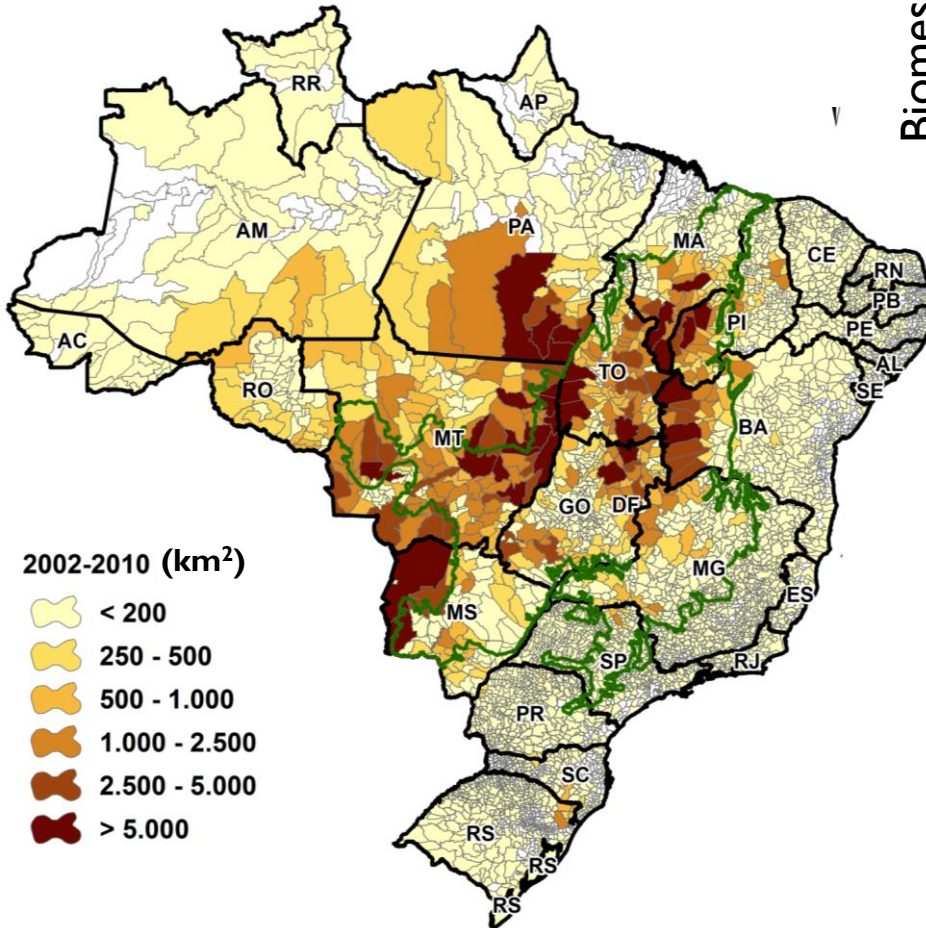 Biomes
RR
AP
AM
PA
MA
CE
RN
PB
PI
PE
AC
AL
TO
SE
RO
BA
MT
GO
DF
2002-2010 (km²)
MG
< 200
MS
ES
250 - 500
SP
RJ
500 - 1.000
PR
1.000 - 2.500
SC
2.500 - 5.000
> 5.000
RS
RS
RS